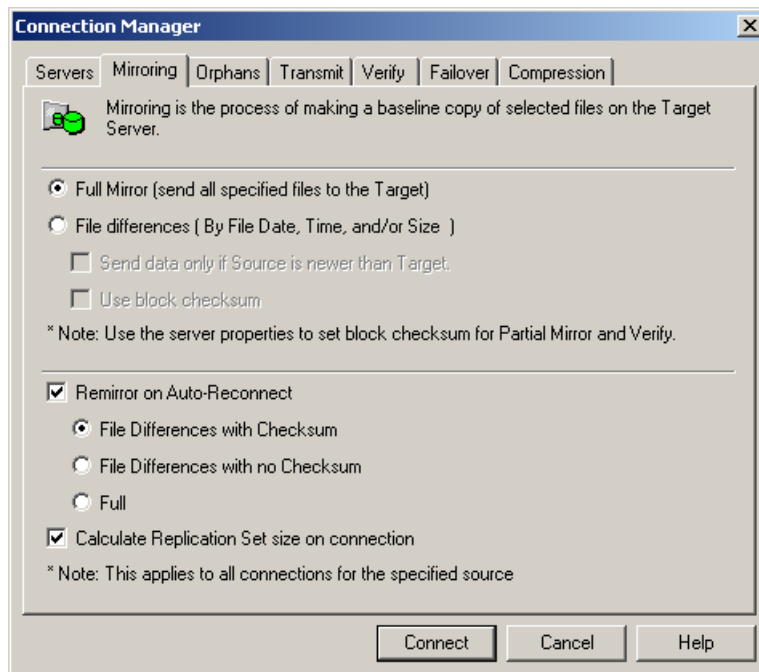 Connection Manager
Servers Mirroring Orphans Transmit Verify Failover Compression
Mirroring is the process of making a baseline copy of selected files on the Target
Server.
Full Mirror (send all specified files to the Target)
File differences ( By File Date, Time, and/or Size  )
Send data only if Source is newer than Target.
Use block checksum
* Note: Use the server properties to set block checksum for Partial Mirror and Verify.
Remirror on Auto-Reconnect
File Differences with Checksum
File Differences with no Checksum
Full
Calculate Replication Set size on connection
* Note: This applies to all connections for the specified source
Connect Cancel Help